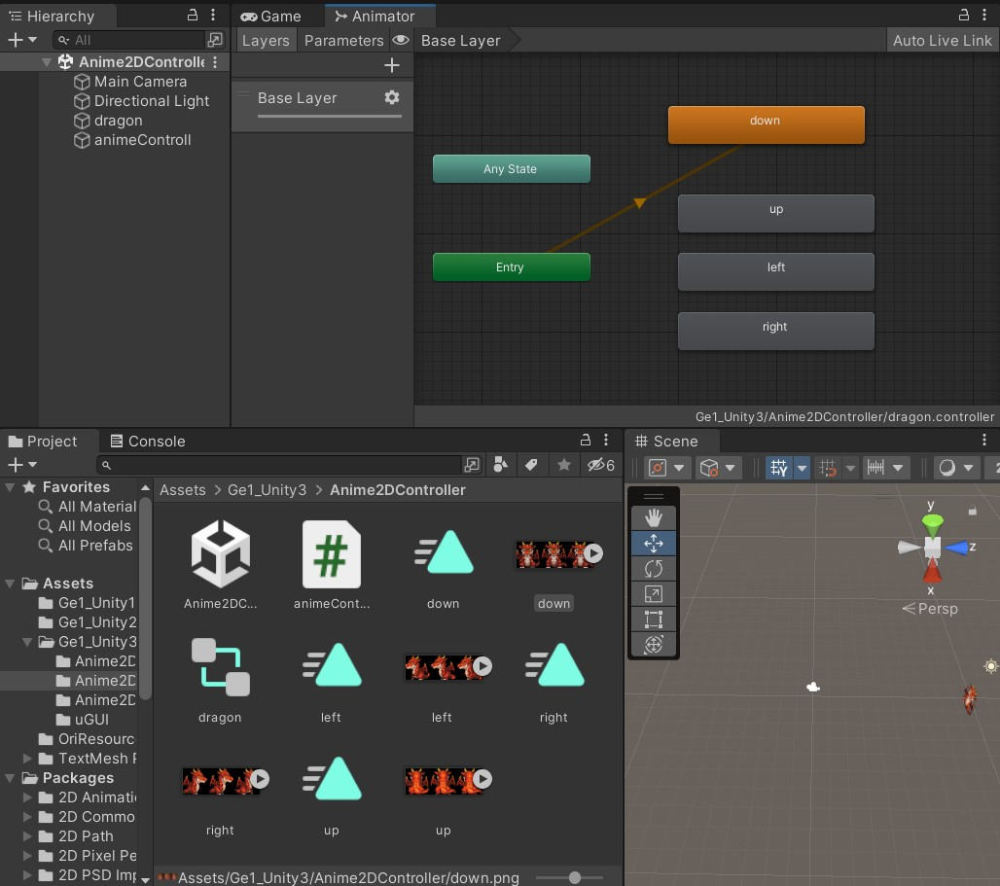 Hierarchy
All
Anime2DControlle
Main Camera
Directional Light
dragon
animeControll
Game
Animator
Layers
Parameters
Base Layer
Auto Live Link
Base Layer
down
Any State
up
Entry
left
right
Ge1_Unity3/Anime2DController/dragon.controller
Project
Console
6
Favorites
All Material
All Models
All Prefabs
Assets
Ge1_Unity1
Ge1_Unity2
Ge1_Unity3
Anime2D
Anime2D
Anime2D
uGUI
OriResourc
TextMesh P
Packages
2D Animati
2D Commo
2D Path
2D Pixel Pe
2D PSD Imp
Assets > Ge1_Unity3 > Anime2DController
Anime2DC...
animeCont...
down
down
dragon
left
left
right
right
up
up
Assets/Ge1_Unity3/Anime2DController/down.png
Scene
Y
2
y
z
x
Persp